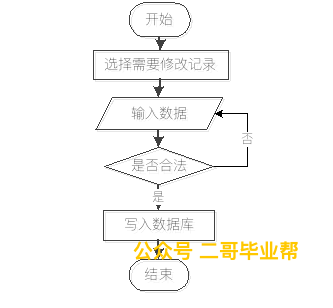 开始
选择需要修改记录
输入数据
否
是否合法
是
写入数据库
公众号 二哥毕业帮
结束